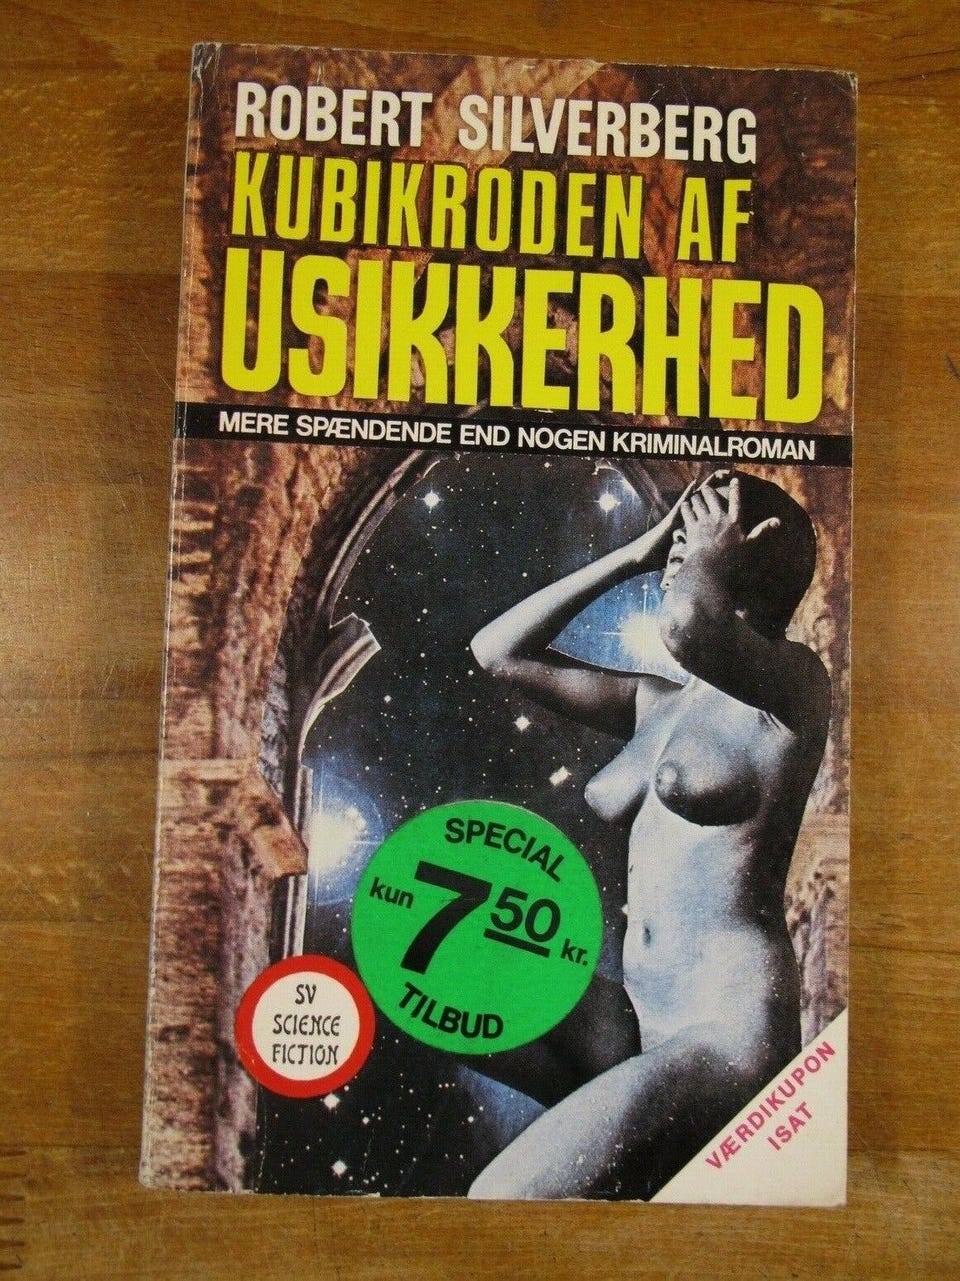 ROBERT SILVERBERG
KUBIKRODEN AF
USIKKERHED
MERE SPÆNDENDE END NOGEN KRIMINALROMAN
SPECIAL
kun 7 50 kr.
TILBUD
SV
SCIENCE
FICTION
VÆRDIKUPON
ISAT